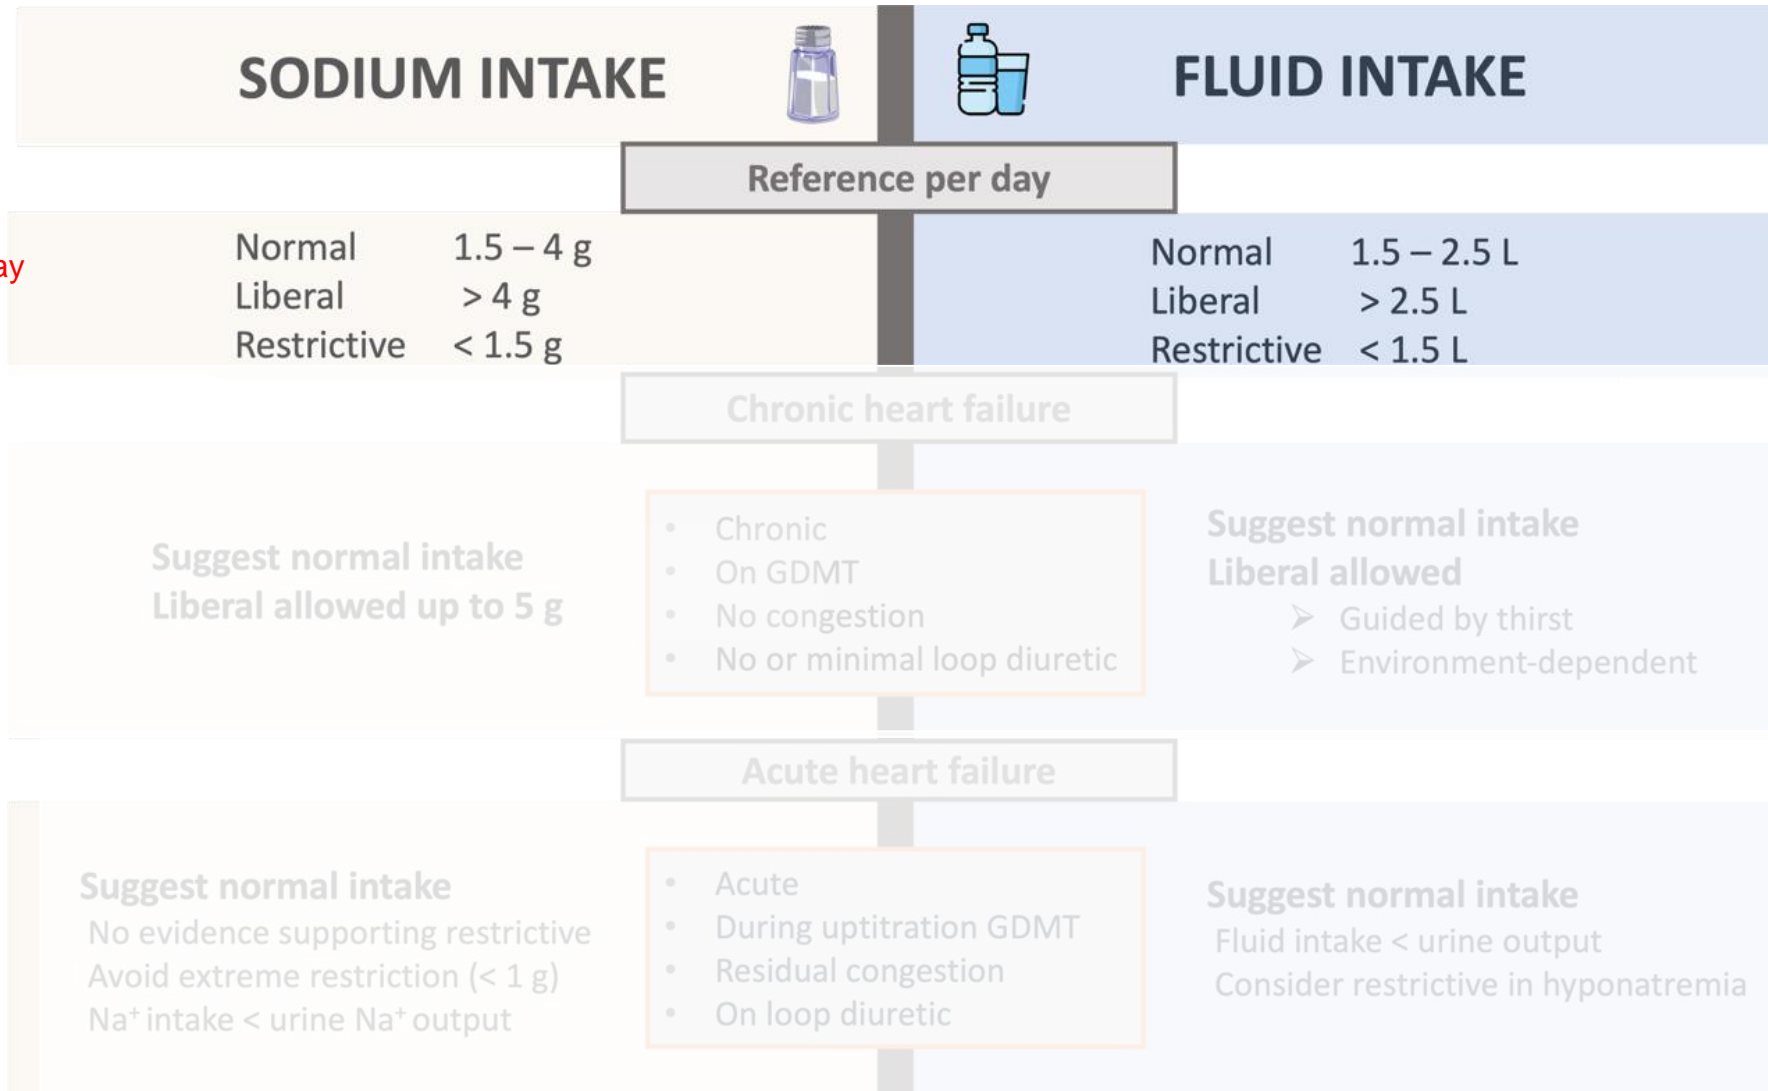 SODIUM INTAKE
FLUID INTAKE
Reference per day
ay
Normal 1.5 – 4 g
Liberal > 4 g
Restrictive < 1.5 g
Normal 1.5 – 2.5 L
Liberal > 2.5 L
Restrictive < 1.5 L
Chronic heart failure
Suggest normal intake
Liberal allowed up to 5 g
• Chronic
• On GDMT
• No congestion
• No or minimal loop diuretic
Suggest normal intake
Liberal allowed
➢ Guided by thirst
➢ Environment-dependent
Acute heart failure
Suggest normal intake
No evidence supporting restrictive
Avoid extreme restriction (< 1 g)
Na⁺ intake < urine Na⁺ output
• Acute
• During uptitration GDMT
• Residual congestion
• On loop diuretic
Suggest normal intake
Fluid intake < urine output
Consider restrictive in hyponatremia